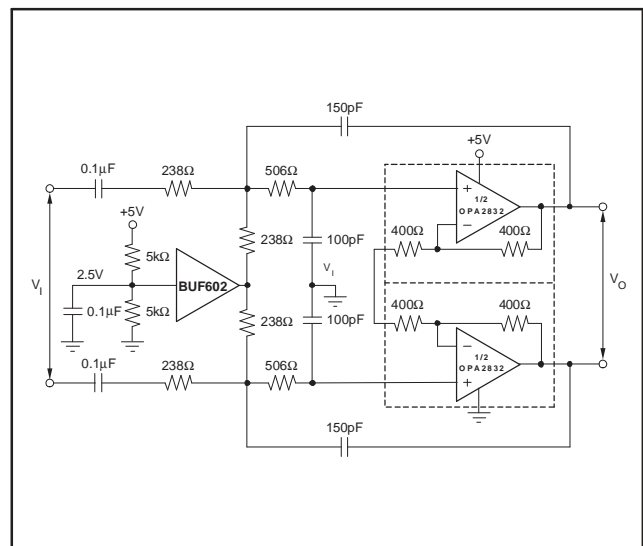 150pF
+5V
0.1μF
238Ω
506Ω
+
1/2
OPA2832
−
400Ω
400Ω
+5V
5kΩ
238Ω
100pF
2.5V
BUF602
V_I
V_I
0.1μF
5kΩ
238Ω
100pF
400Ω
400Ω
V_O
−
1/2
OPA2832
+
0.1μF
238Ω
506Ω
150pF